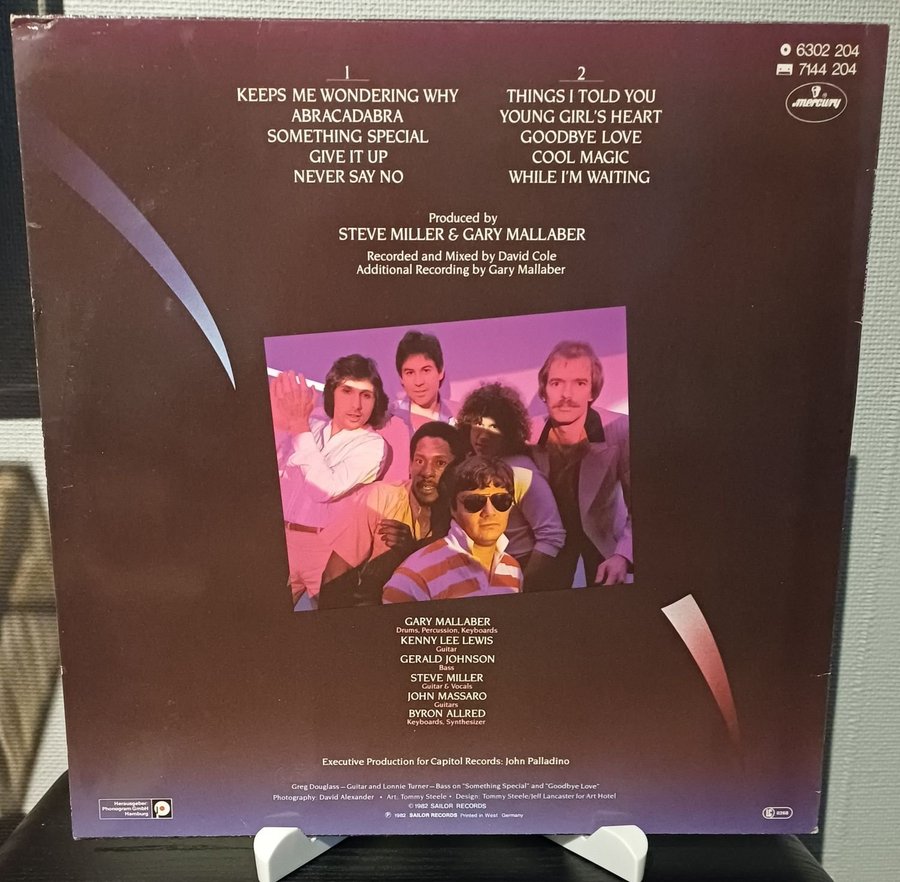 6302 204
7144 204
mercury
1
KEEPS ME WONDERING WHY
ABRACADABRA
SOMETHING SPECIAL
GIVE IT UP
NEVER SAY NO
2
THINGS I TOLD YOU
YOUNG GIRL'S HEART
GOODBYE LOVE
COOL MAGIC
WHILE I'M WAITING
Produced by
STEVE MILLER & GARY MALLABER
Recorded and Mixed by David Cole
Additional Recording by Gary Mallaber
GARY MALLABER
Drums, Percussion, Keyboards
KENNY LEE LEWIS
Guitar
GERALD JOHNSON
Bass
STEVE MILLER
Guitar & Vocals
JOHN MASSARO
Guitars
BYRON ALLRED
Keyboards, Synthesizer
Executive Production for Capitol Records: John Palladino
Greg Douglass—Guitar and Lonnie Turner—Bass on "Something Special" and "Goodbye Love"
Photography: David Alexander • Art: Tommy Steele • Design: Tommy Steele/Jeff Lancaster for Art Hotel
© 1982 SAILOR RECORDS
℗ 1982 SAILOR RECORDS Printed in West Germany
Herausgeber:
Phonogram GmbH
Hamburg
LC 0268